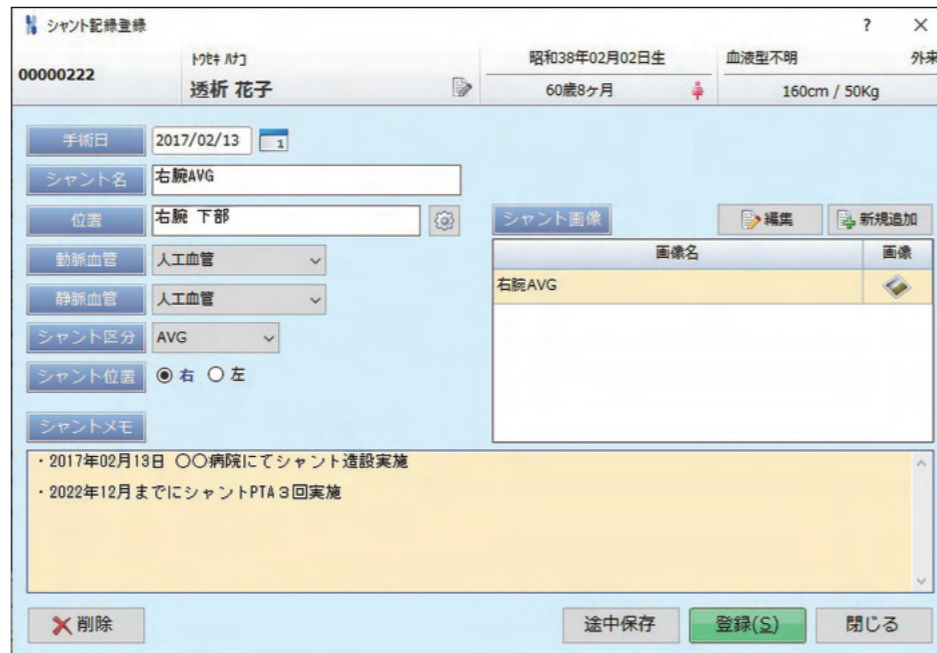 シャント記録登録
? ×
トウセキ ハナコ
昭和38年02月02日生
血液型不明
外来
00000222
透析 花子
60歳8ヶ月
160cm / 50Kg
手術日
2017/02/13
1
シャント名
右腕AVG
位置
右腕 下部
シャント画像
編集
新規追加
動脈血管
人工血管
画像名
画像
静脈血管
人工血管
右腕AVG
シャント区分
AVG
シャント位置
右
左
シャントメモ
・2017年02月13日 〇〇病院にてシャント造設実施
・2022年12月までにシャントPTA3回実施
削除
途中保存
登録(S)
閉じる